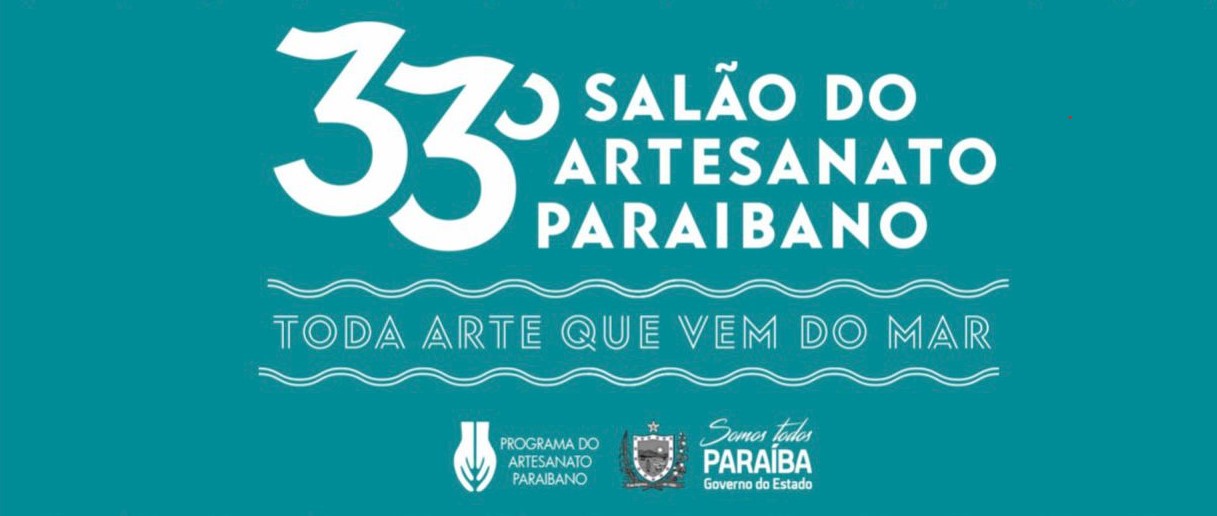 33º SALÃO DO
ARTESANATO
PARAIBANO
TODA ARTE QUE VEM DO MAR
PROGRAMA DO
ARTESANATO
PARAIBANO
Somos todos
PARAÍBA
Governo do Estado